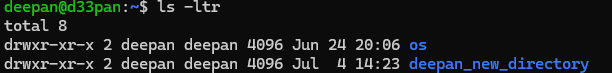 deepan@d33pan:~$ ls -ltr
total 8
drwxr-xr-x 2 deepan deepan 4096 Jun 24 20:06 os
drwxr-xr-x 2 deepan deepan 4096 Jul  4 14:23 deepan_new_directory